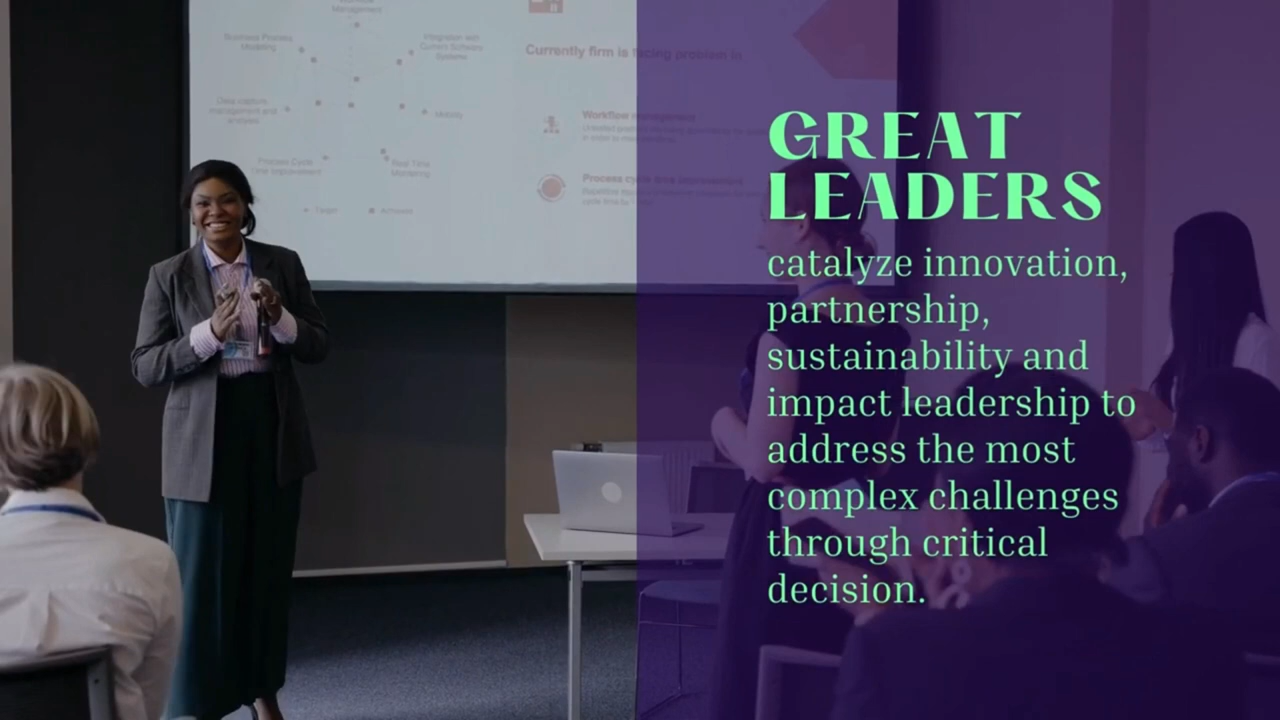 Management
Business Process
Modeling
Integration with
Current Software
Systems
Data capture,
management and
analysis
Mobility
Process Cycle
Time Improvement
Real Time
Monitoring
Target
Achieved
Currently firm is facing problem in
Workflow management
Process cycle time improvement
GREAT
LEADERS
catalyze innovation,
partnership,
sustainability and
impact leadership to
address the most
complex challenges
through critical
decision.